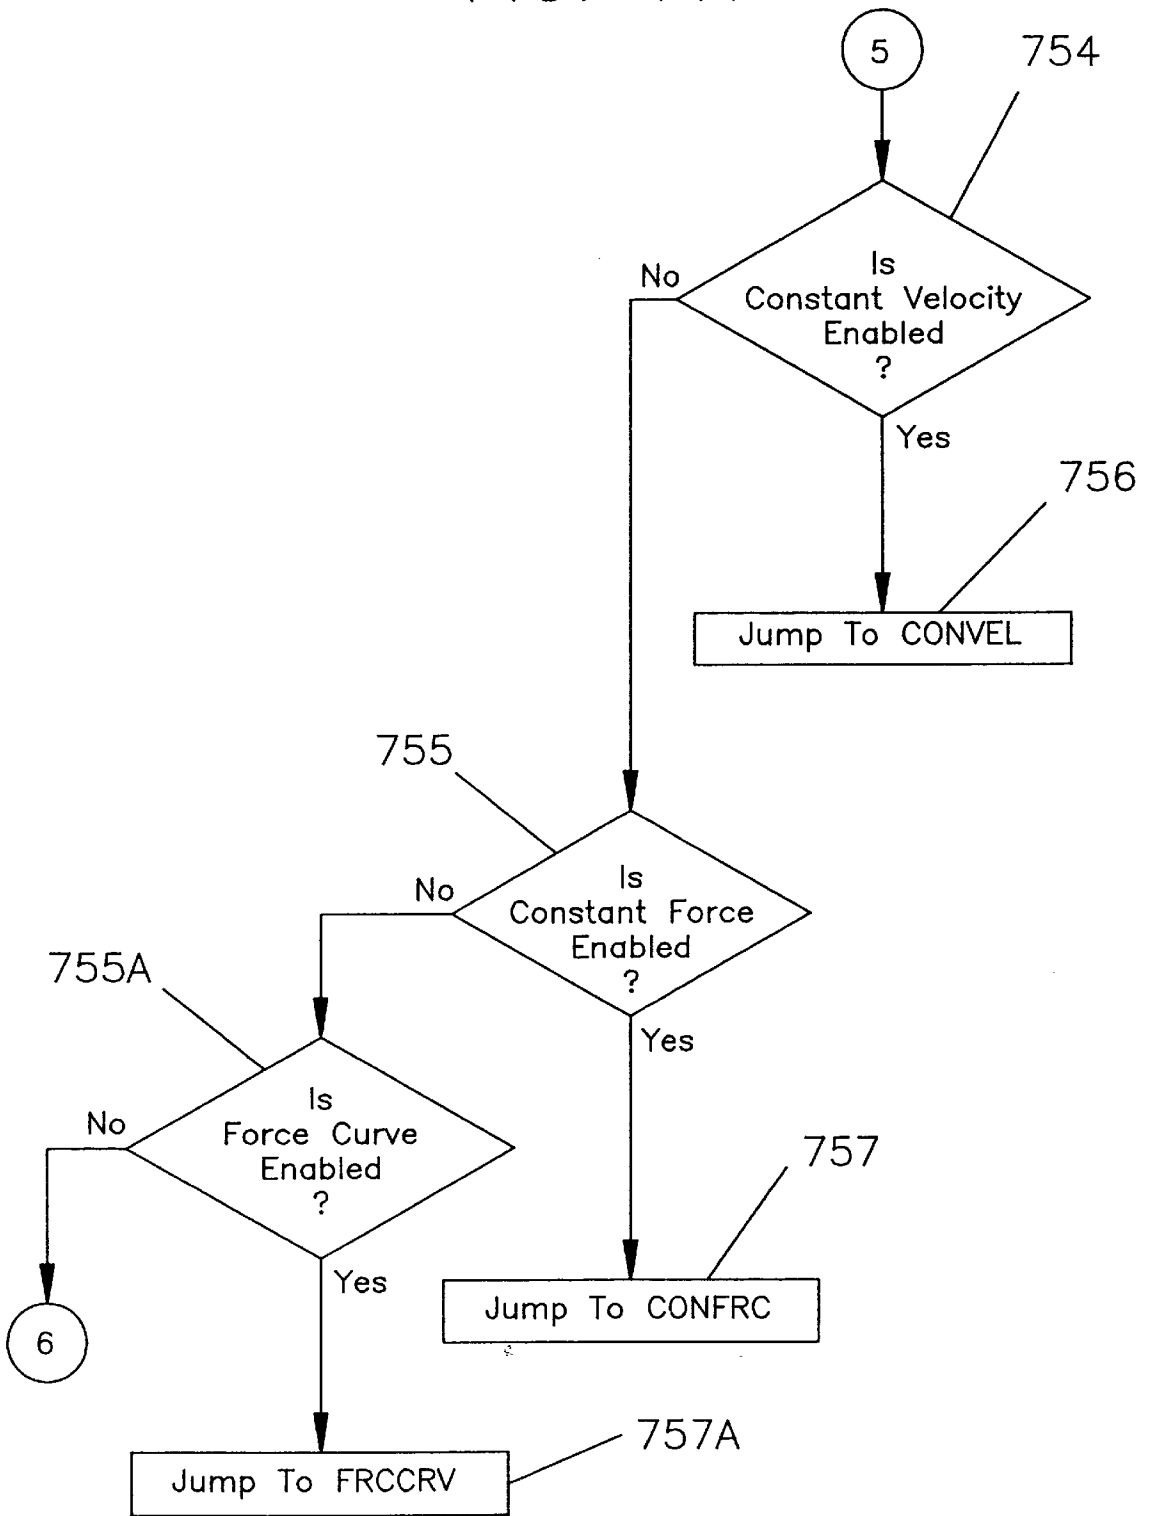 5
754
Is
Constant Velocity
Enabled
?
No
Yes
756
Jump To CONVEL
755
Is
Constant Force
Enabled
?
No
Yes
755A
Is
Force Curve
Enabled
?
No
Yes
757
Jump To CONFRC
6
757A
Jump To FRCCRV